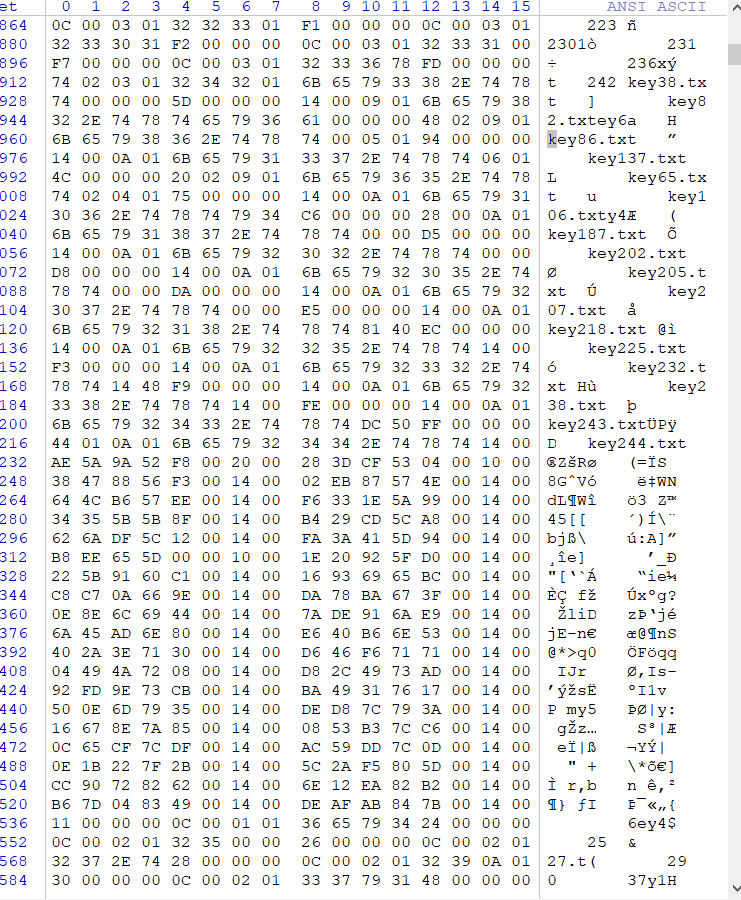 et 0 1 2 3 4 5 6 7 8 9 10 11 12 13 14 15 ANSI ASCII
864 0C 00 03 01 32 32 33 01 F1 00 00 00 0C 00 03 01 223 ñ
880 32 33 30 31 F2 00 00 00 0C 00 03 01 32 33 31 00 2301ò 231
896 F7 00 00 00 0C 00 03 01 32 33 36 78 FD 00 00 00 ÷ 236xý
912 74 02 03 01 32 34 32 01 6B 65 79 33 38 2E 74 78 t 242 key38.tx
928 74 00 00 00 5D 00 00 00 14 00 09 01 6B 65 79 38 t ] key8
944 32 2E 74 78 74 65 79 36 61 00 00 00 48 02 09 01 2.txtey6a H
960 6B 65 79 38 36 2E 74 78 74 00 05 01 94 00 00 00 key86.txt ”
976 14 00 0A 01 6B 65 79 31 33 37 2E 74 78 74 06 01 key137.txt
992 4C 00 00 00 20 02 09 01 6B 65 79 36 35 2E 74 78 L key65.tx
008 74 02 04 01 75 00 00 00 14 00 0A 01 6B 65 79 31 t u key1
024 30 36 2E 74 78 74 79 34 C6 00 00 00 28 00 0A 01 06.txty4Æ (
040 6B 65 79 31 38 37 2E 74 78 74 00 00 D5 00 00 00 key187.txt Õ
056 14 00 0A 01 6B 65 79 32 30 32 2E 74 78 74 00 00 key202.txt
072 D8 00 00 00 14 00 0A 01 6B 65 79 32 30 35 2E 74 Ø key205.t
088 78 74 00 00 DA 00 00 00 14 00 0A 01 6B 65 79 32 xt Ú key2
104 30 37 2E 74 78 74 00 00 E5 00 00 00 14 00 0A 01 07.txt å
120 6B 65 79 32 31 38 2E 74 78 74 81 40 EC 00 00 00 key218.txt @ì
136 14 00 0A 01 6B 65 79 32 32 35 2E 74 78 74 14 00 key225.txt
152 F3 00 00 00 14 00 0A 01 6B 65 79 32 33 32 2E 74 ó key232.t
168 78 74 14 48 F9 00 00 00 14 00 0A 01 6B 65 79 32 xt Hù key2
184 33 38 2E 74 78 74 14 00 FE 00 00 00 14 00 0A 01 38.txt þ
200 6B 65 79 32 34 33 2E 74 78 74 DC 50 FF 00 00 00 key243.txtÜPÿ
216 44 01 0A 01 6B 65 79 32 34 34 2E 74 78 74 14 00 D key244.txt
232 AE 5A 9A 52 F8 00 20 00 28 3D CF 53 04 00 10 00 ®ZšRø (=ÏS
248 38 47 88 56 F3 00 14 00 02 EB 87 57 4E 00 14 00 8GˆVó ë‡WN
264 64 4C B6 57 EE 00 14 00 F6 33 1E 5A 99 00 14 00 dL¶Wî ö3 Z™
280 34 35 5B 5B 8F 00 14 00 B4 29 CD 5C A8 00 14 00 45[[ ´)Í\¨
296 62 6A DF 5C 12 00 14 00 FA 3A 41 5D 94 00 14 00 bjß\ ú:A]”
312 B8 EE 65 5D 00 00 10 00 1E 20 92 5F D0 00 14 00 ¸îe] ’_Ð
328 22 5B 91 60 C1 00 14 00 16 93 69 65 BC 00 14 00 "[‘`Á “ie¼
344 C8 C7 0A 66 9E 00 14 00 DA 78 BA 67 3F 00 14 00 ÈÇ fž Úxºg?
360 0E 8E 6C 69 44 00 14 00 7A DE 91 6A E9 00 14 00 ŽliD zÞ‘jé
376 6A 45 AD 6E 80 00 14 00 E6 40 B6 6E 53 00 14 00 jE-n€ æ@¶nS
392 40 2A 3E 71 30 00 14 00 D6 46 F6 71 71 00 14 00 @*>q0 ÖFöqq
408 04 49 4A 72 08 00 14 00 D8 2C 49 73 AD 00 14 00 IJr Ø,Is-
424 92 FD 9E 73 CB 00 14 00 BA 49 31 76 17 00 14 00 ’ýžsË ºI1v
440 50 0E 6D 79 35 00 14 00 DE D8 7C 79 3A 00 14 00 P my5 ÞØ|y:
456 16 67 8E 7A 85 00 14 00 08 53 B3 7C C6 00 14 00 gŽz… S³|Æ
472 0C 65 CF 7C DF 00 14 00 AC 59 DD 7C 0D 00 14 00 eÏ|ß ¬YÝ|
488 0E 1B 22 7F 2B 00 14 00 5C 2A F5 80 5D 00 14 00 " + \*õ€]
504 CC 90 72 82 62 00 14 00 6E 12 EA 82 B2 00 14 00 Ì r‚b n ê‚²
520 B6 7D 04 83 49 00 14 00 DE AF AB 84 7B 00 14 00 ¶} ƒI Þ¯«„{
536 11 00 00 00 0C 00 01 01 36 65 79 34 24 00 00 00 6ey4$
552 0C 00 02 01 32 35 00 00 26 00 00 00 0C 00 02 01 25 &
568 32 37 2E 74 28 00 00 00 0C 00 02 01 32 39 0A 01 27.t( 29
584 30 00 00 00 0C 00 02 01 33 37 79 31 48 00 00 00 0 37y1H